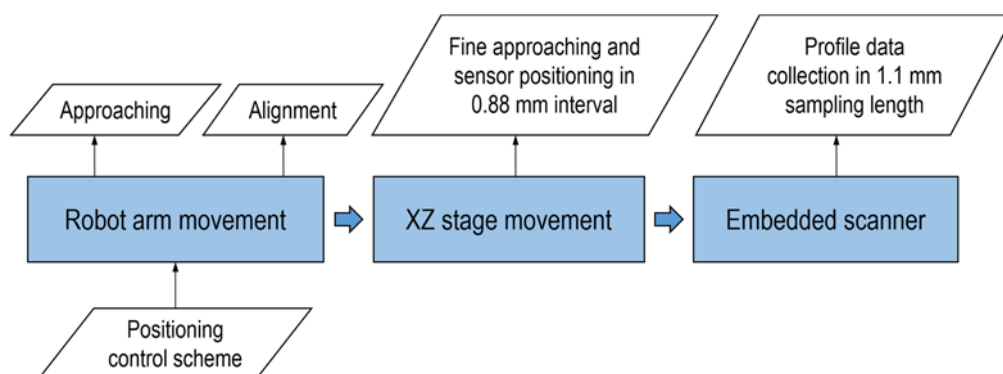 Approaching
Alignment
Fine approaching and
sensor positioning in
0.88 mm interval
Profile data
collection in 1.1 mm
sampling length
Robot arm movement
XZ stage movement
Embedded scanner
Positioning
control scheme